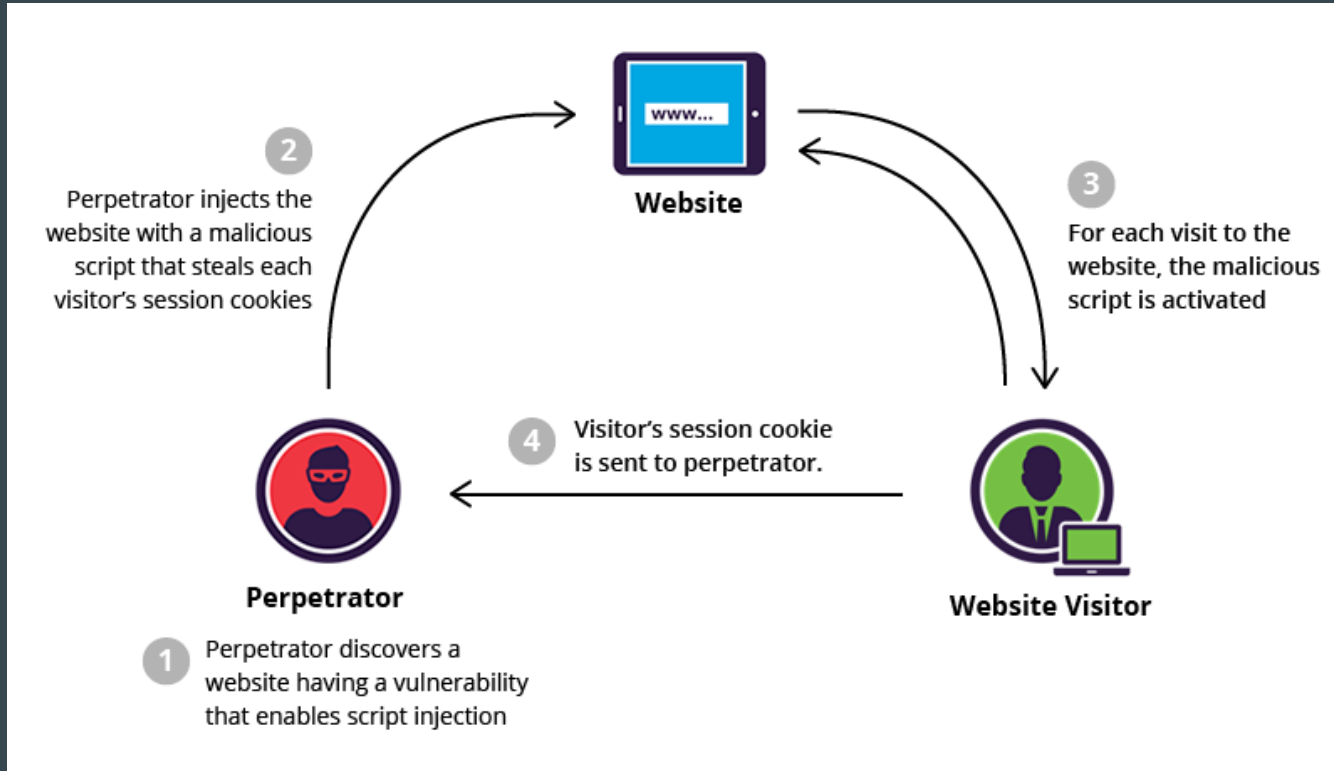 www...
Website
2
Perpetrator injects the
website with a malicious
script that steals each
visitor's session cookies
3
For each visit to the
website, the malicious
script is activated
4
Visitor's session cookie
is sent to perpetrator.
Perpetrator
Website Visitor
1
Perpetrator discovers a
website having a vulnerability
that enables script injection